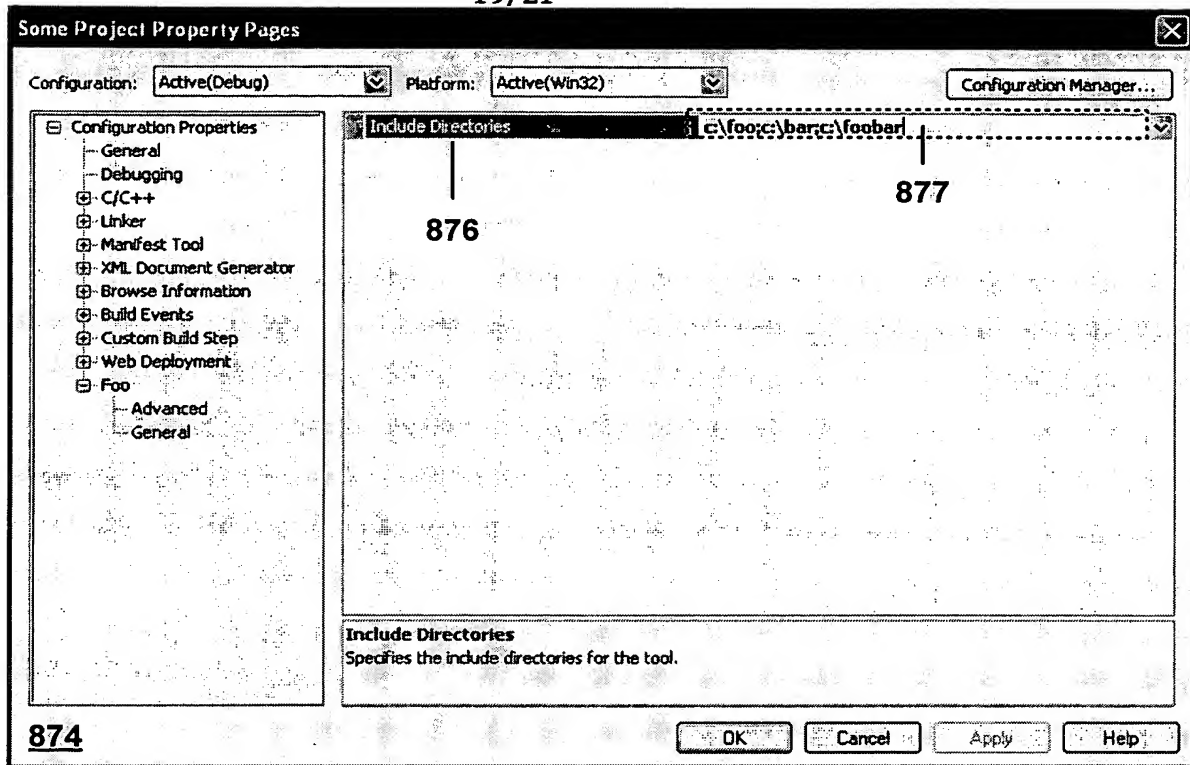 19/21
Some Project Property Pages
Configuration: Active(Debug) Platform: Active(Win32) Configuration Manager...
Configuration Properties
General
Debugging
C/C++
Linker
Manifest Tool
XML Document Generator
Browse Information
Build Events
Custom Build Step
Web Deployment
Foo
Advanced
General
Include Directories c:\foo;c:\bar;c:\foobar
876
877
Include Directories
Specifies the include directories for the tool.
874
OK Cancel Apply Help